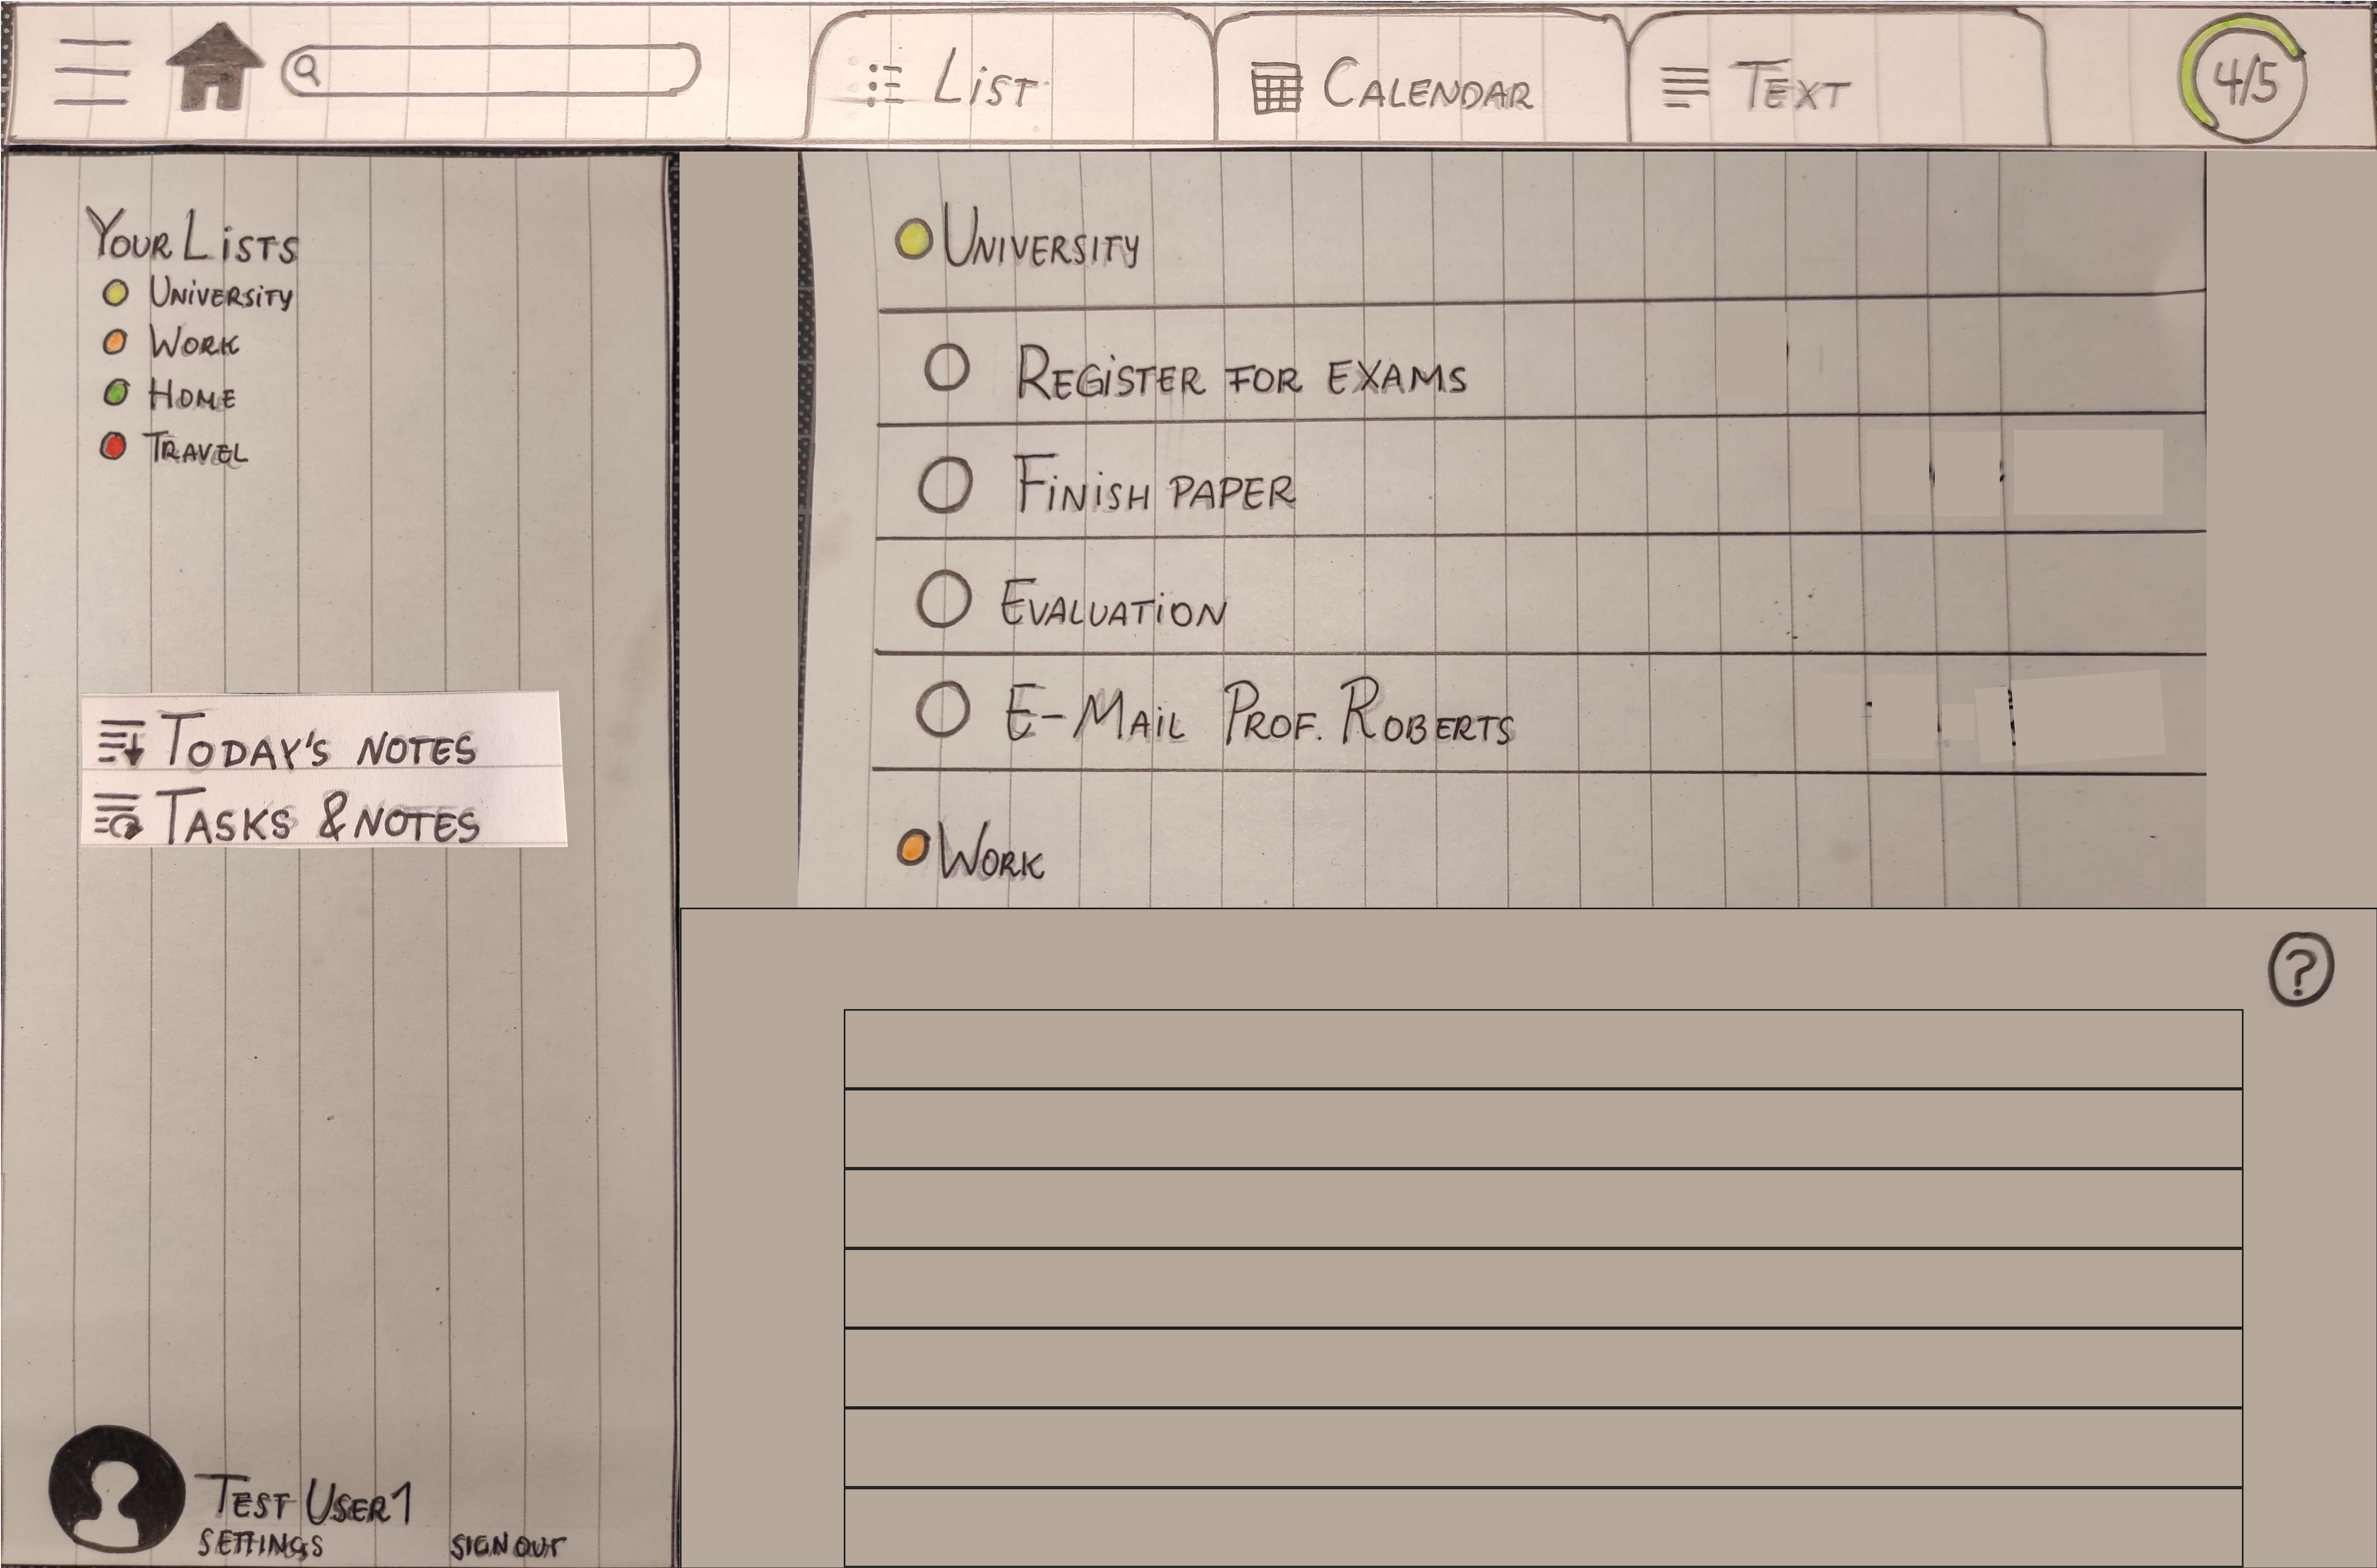 List
Calendar
Text
4/5
Your Lists
University
Work
Home
Travel
Today's notes
Tasks & notes
Test User1
Settings
Sign out
University
Register for exams
Finish paper
Evaluation
E-Mail Prof. Roberts
Work
?